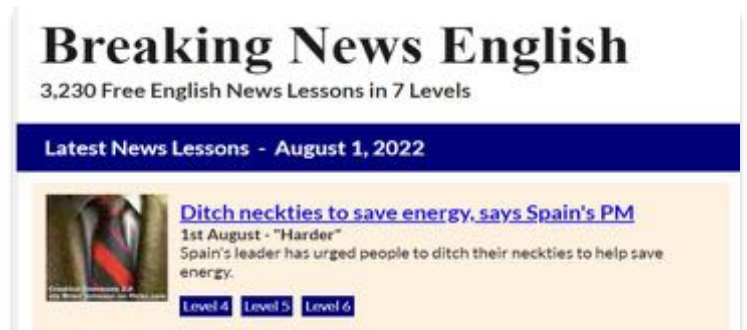 Breaking News English
3,230 Free English News Lessons in 7 Levels
Latest News Lessons - August 1, 2022
Ditch neckties to save energy, says Spain's PM
1st August - "Harder"
Spain's leader has urged people to ditch their neckties to help save
energy.
Level 4 Level 5 Level 6